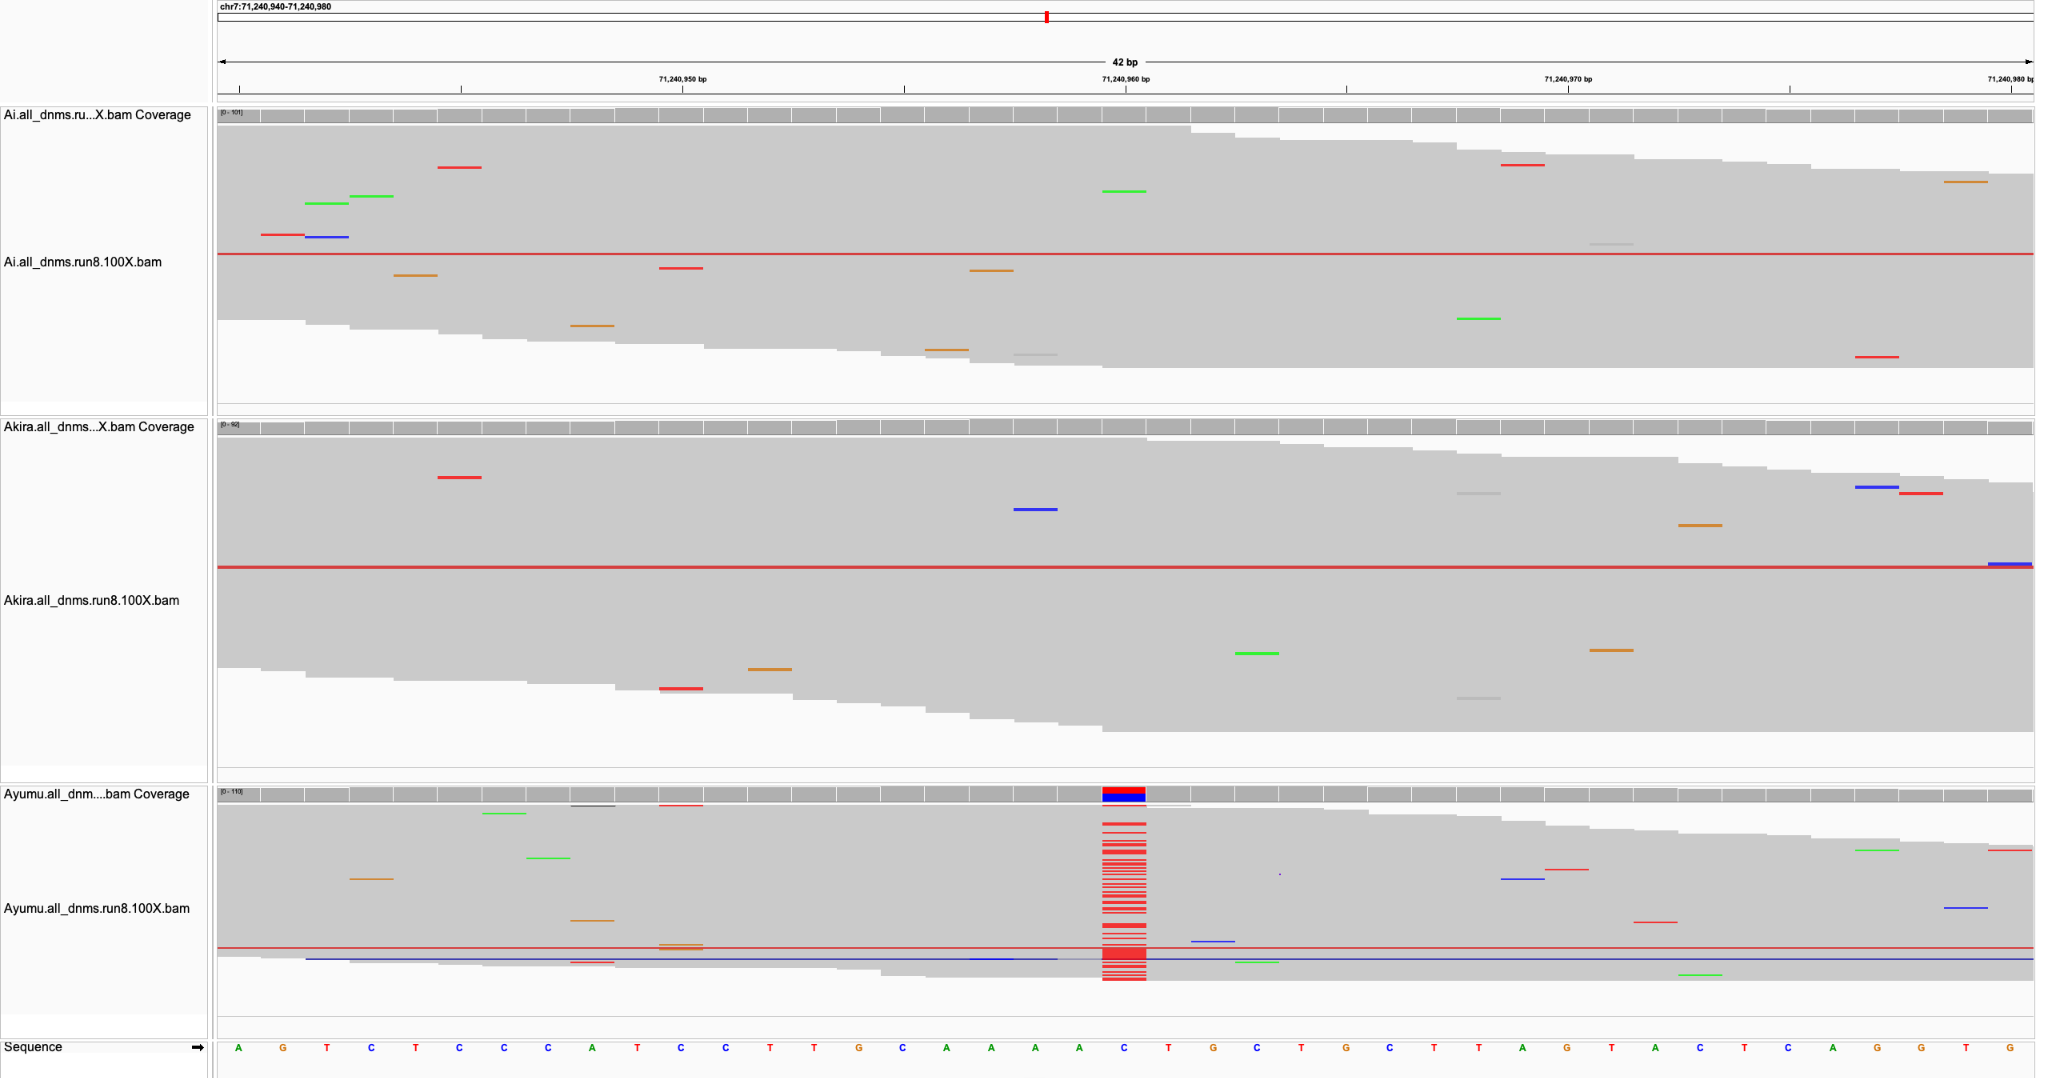 chr7:71,240,940-71,240,980
42 bp
71,240,950 bp 71,240,960 bp 71,240,970 bp 71,240,980 bp
Ai.all_dnms.ru...X.bam Coverage
[0 - 101]
Ai.all_dnms.run8.100X.bam
Akira.all_dnms...X.bam Coverage
[0 - 92]
Akira.all_dnms.run8.100X.bam
Ayumu.all_dnm....bam Coverage
[0 - 110]
Ayumu.all_dnms.run8.100X.bam
Sequence A G T C T C C C A T C C T T G C A A A A C T G C T G C T T A G T A C T C A G G T G